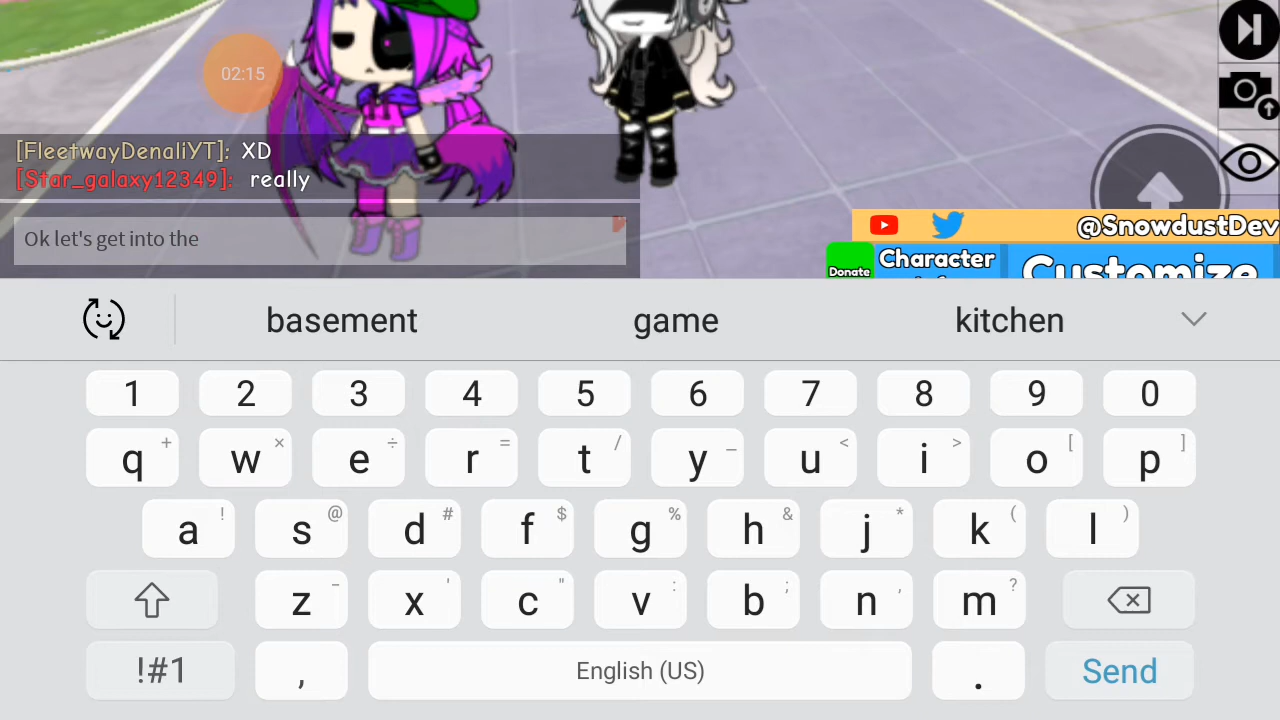 02:15
[FleetwayDenaliYT]: XD
[Star_galaxy12349]: really
Ok let's get into the
@SnowdustDev
Donate
Character
Customize
basement game kitchen
1 2 3 4 5 6 7 8 9 0
q + w × e ÷ r = t / y _ u < i > o [ p ]
a ! s @ d # f $ g % h & j * k ( l )
z - x ' c " v : b ; n , m ?
!#1 , English (US) . Send